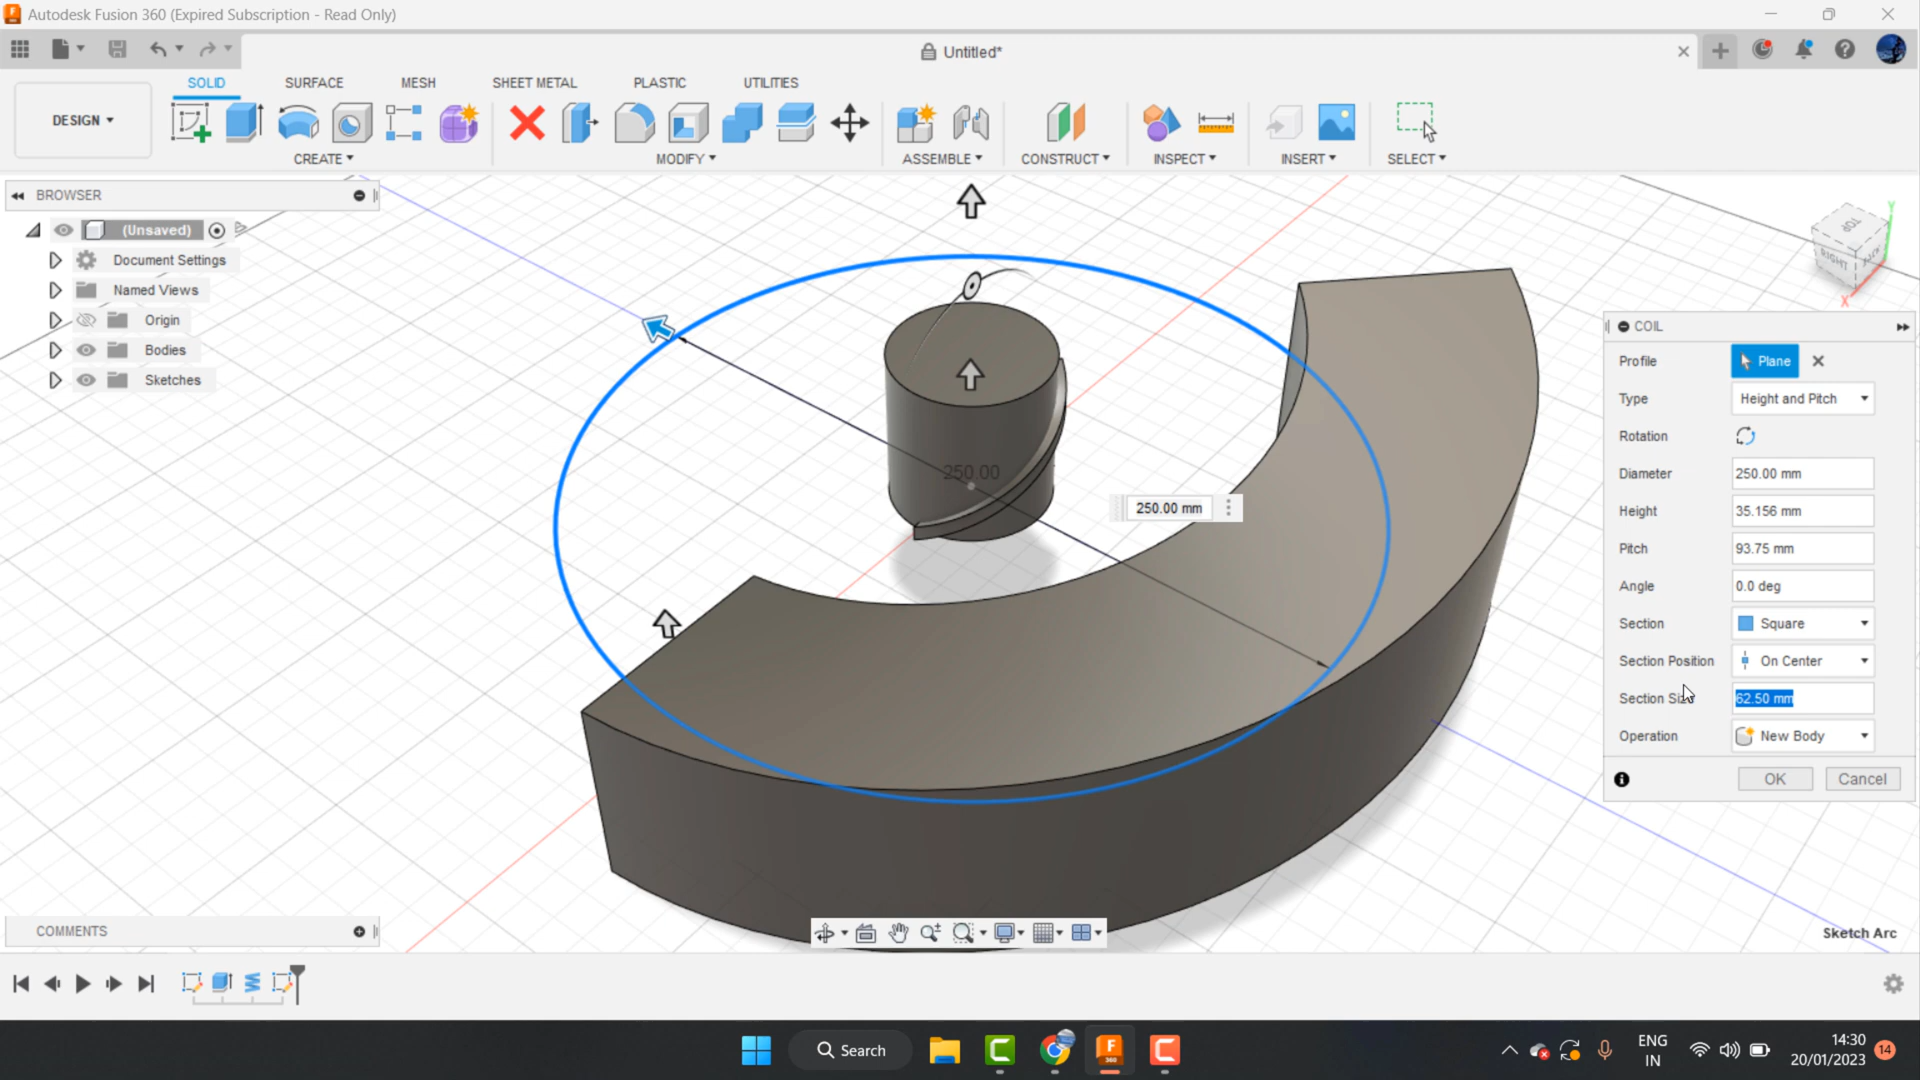 Autodesk Fusion 360 (Expired Subscription - Read Only)
Untitled*
SOLID
SURFACE
MESH
SHEET METAL
PLASTIC
UTILITIES
DESIGN
CREATE
MODIFY
ASSEMBLE
CONSTRUCT
INSPECT
INSERT
SELECT
BROWSER
(Unsaved)
Document Settings
Named Views
Origin
Bodies
Sketches
TOP
RIGHT
BACK
Y
X
250.00
250.00 mm
COIL
Profile Plane
Type Height and Pitch
Rotation
Diameter 250.00 mm
Height 35.156 mm
Pitch 93.75 mm
Angle 0.0 deg
Section Square
Section Position On Center
Section Size 62.50 mm
Operation New Body
OK Cancel
COMMENTS
Sketch Arc
Search
F
360
ENG
IN
14:30
20/01/2023
14